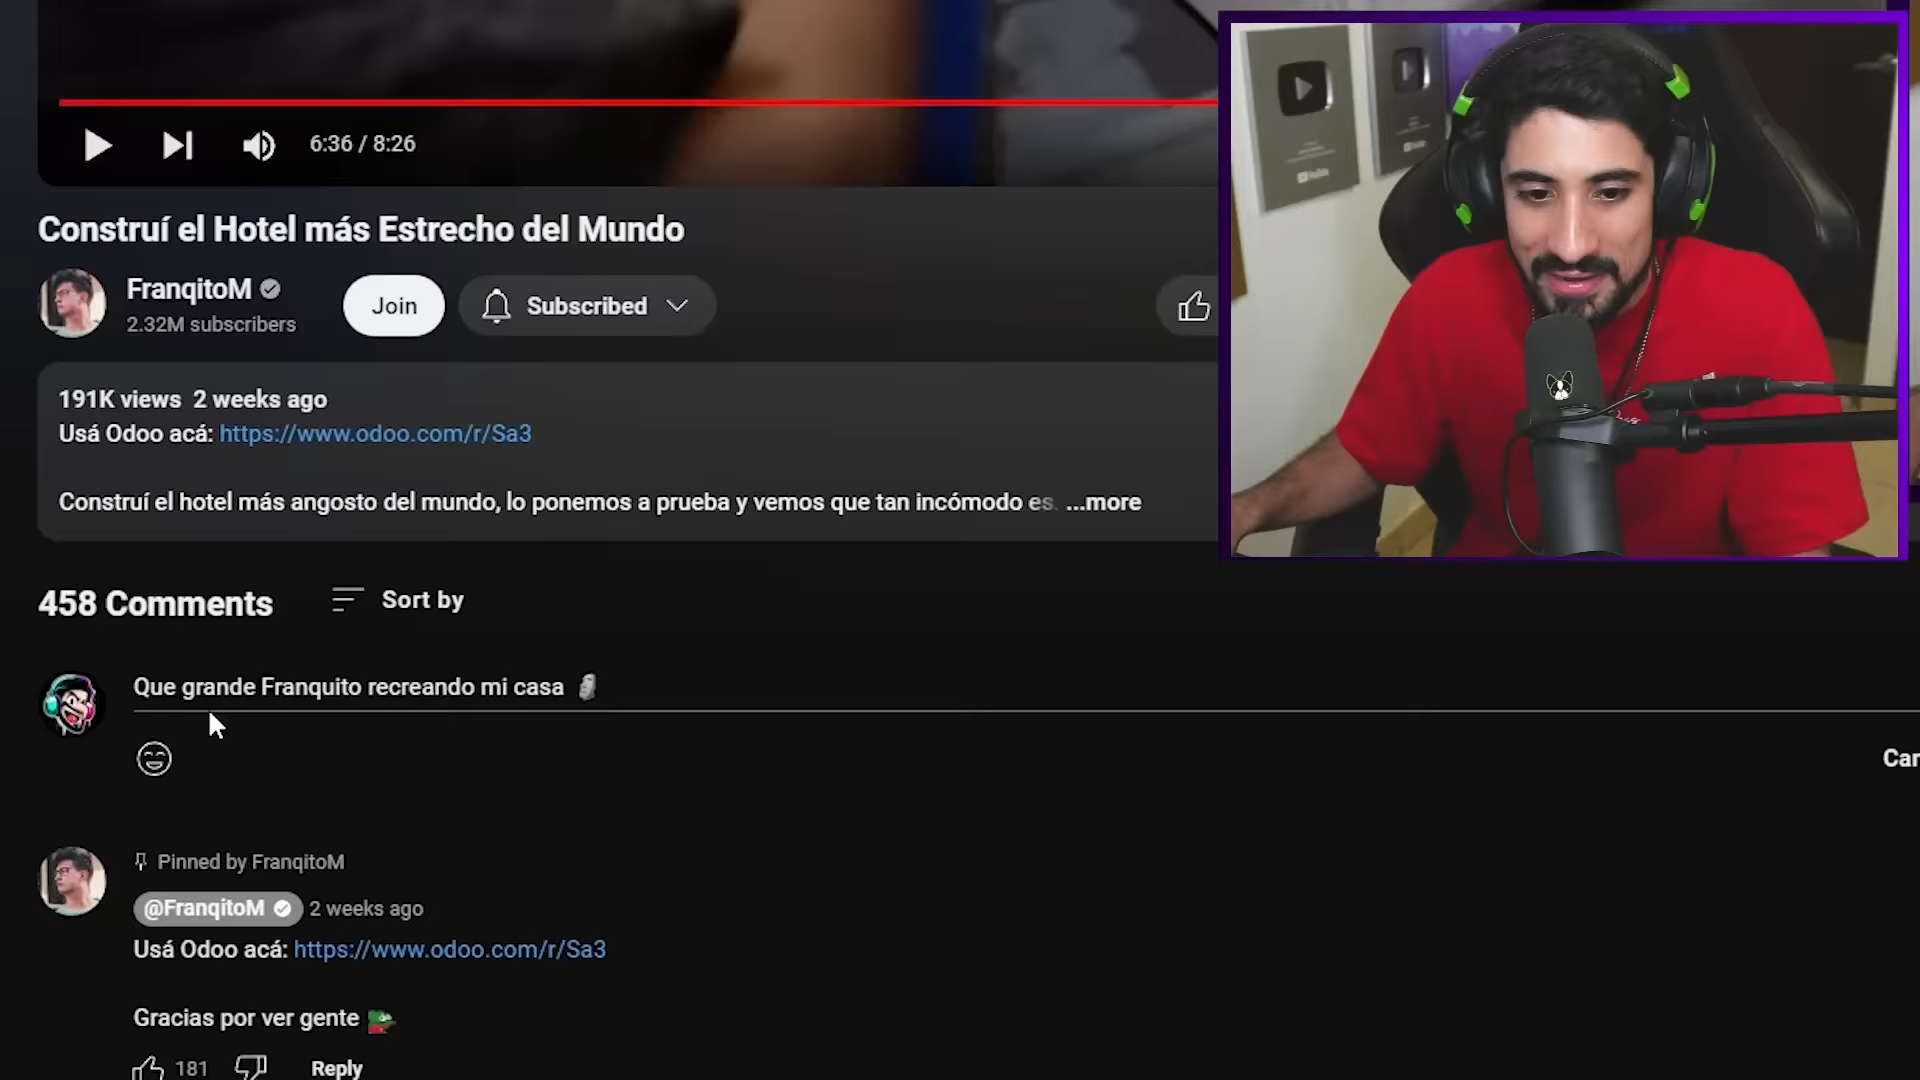 6:36 / 8:26
Construí el Hotel más Estrecho del Mundo
FranqitoM
2.32M subscribers
Join
Subscribed
191K views 2 weeks ago
Usá Odoo acá: https://www.odoo.com/r/Sa3
Construí el hotel más angosto del mundo, lo ponemos a prueba y vemos que tan incómodo es. ...more
458 Comments
Sort by
Que grande Franquito recreando mi casa 🗿
Car
Pinned by FranqitoM
@FranqitoM 2 weeks ago
Usá Odoo acá: https://www.odoo.com/r/Sa3
Gracias por ver gente
181
Reply